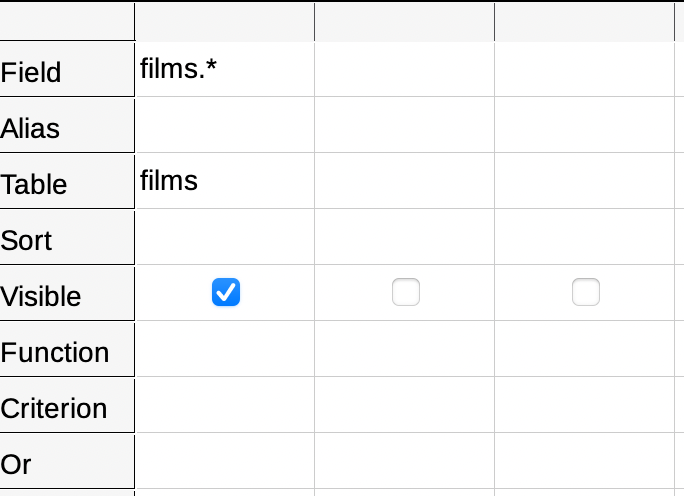 Field films.*
Alias
Table films
Sort
Visible
Function
Criterion
Or